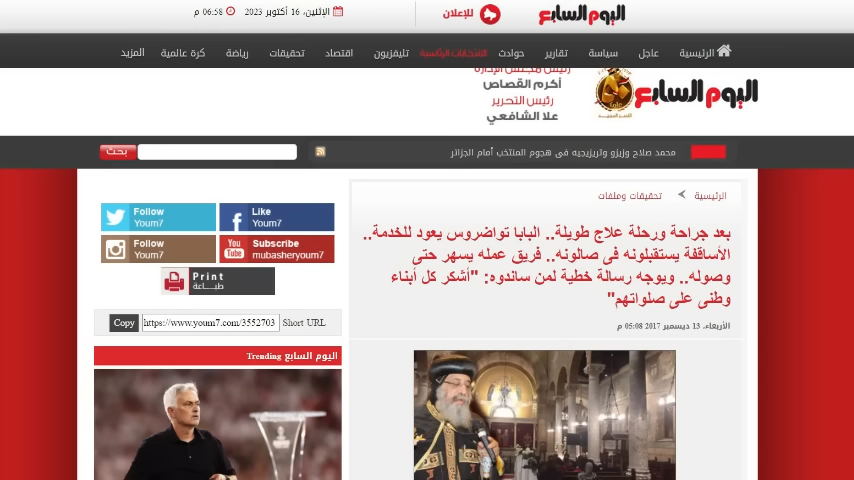 الإثنين، 16 أكتوبر 2023
06:58 م
للإعلان
اليوم السابع
الرئيسية
عاجل
سياسة
تقارير
حوادث
الانتخابات الرئاسية
تليفزيون
اقتصاد
تحقيقات
رياضة
كرة عالمية
المزيد
رئيس مجلس الإدارة
أكرم القصاص
رئيس التحرير
علا الشافعي
اليوم السابع
محمد صلاح وزيزو وتريزيجيه فى هجوم المنتخب أمام الجزائر
بحث
الرئيسية
تحقيقات وملفات
بعد جراحة ورحلة علاج طويلة.. البابا تواضروس يعود للخدمة..
الأساقفة يستقبلونه فى صالونه.. فريق عمله يسهر حتى
وصوله.. ويوجه رسالة خطية لمن ساندوه: "أشكر كل أبناء
وطنى على صلواتهم"
الأربعاء، 13 ديسمبر 2017 05:08 م
Follow
Youm7
Like
Youm7
Follow
Youm7
You Tube
Subscribe
mubasheryoum7
Print
طبـاعة
Copy
https://www.youm7.com/3552703
Short URL
اليوم السابع Trending